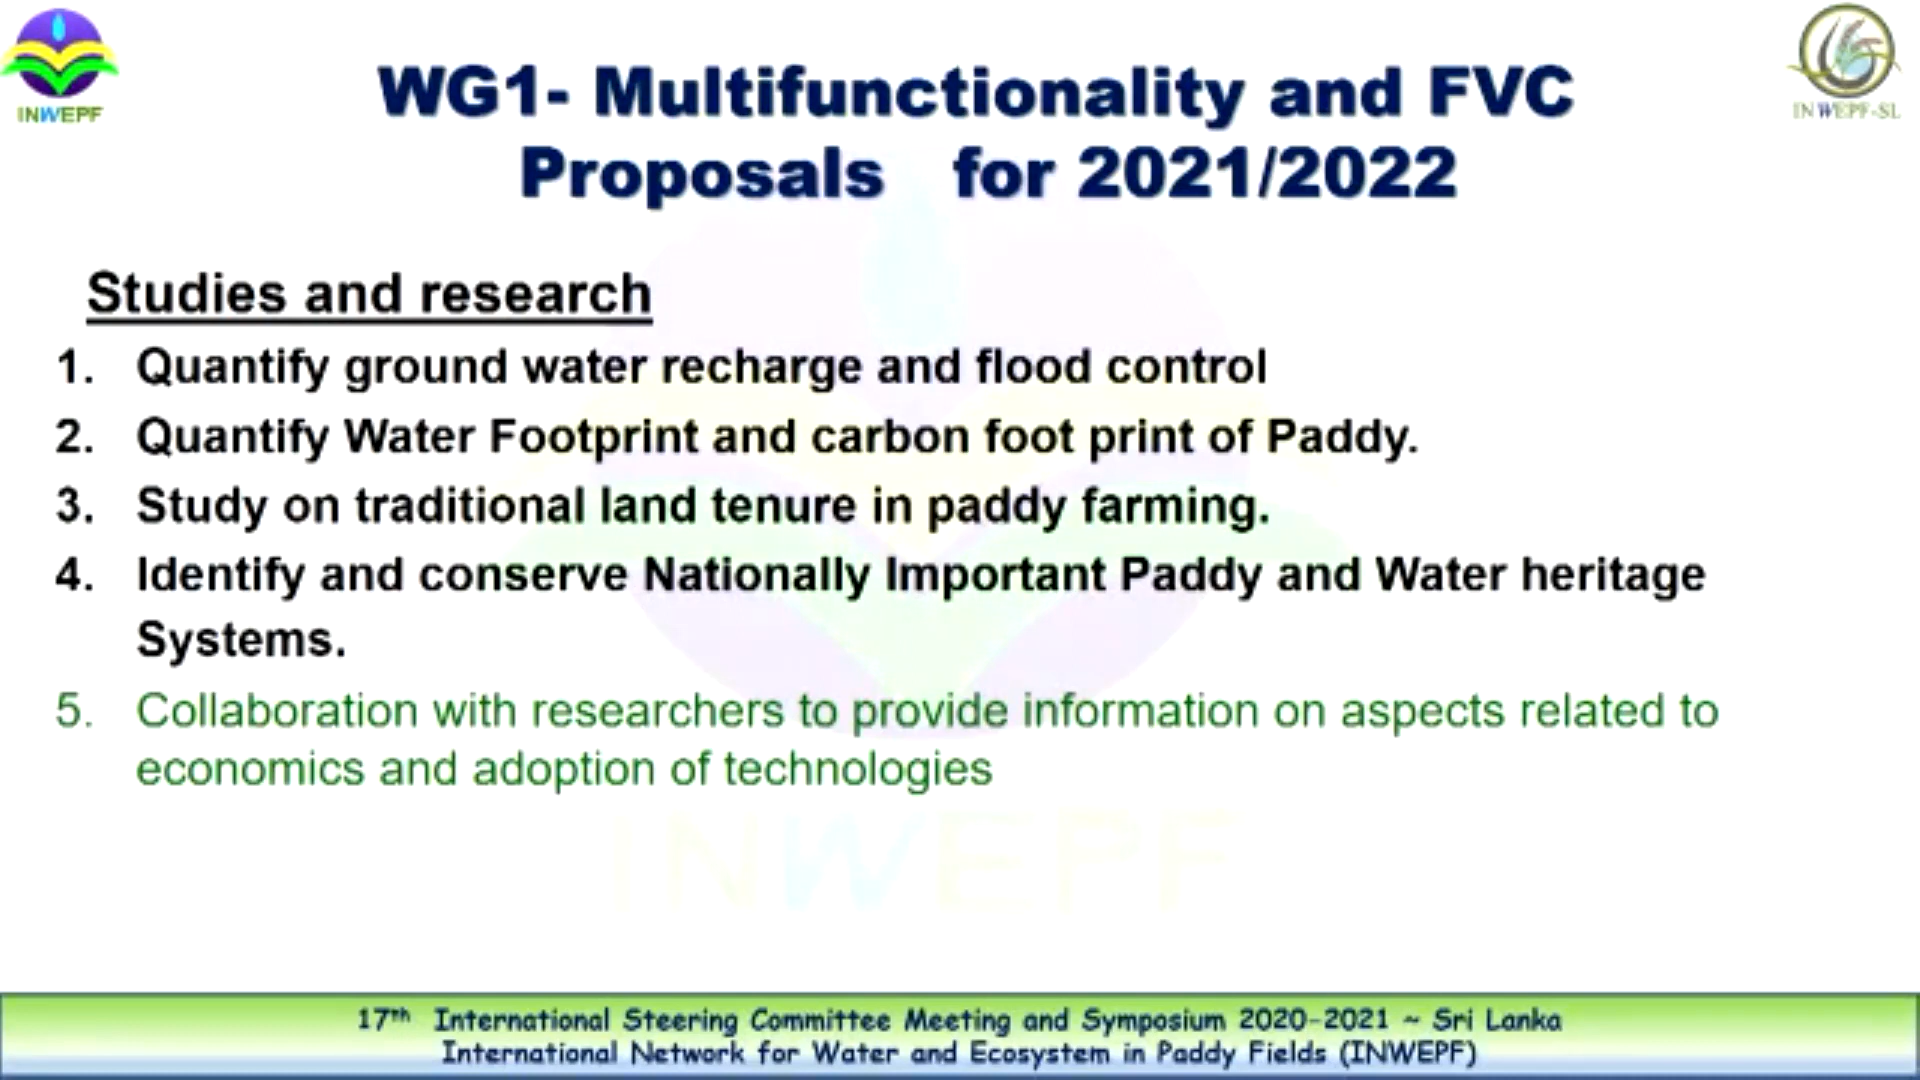 INWEPF
INWEPF-SL
WG1- Multifunctionality and FVC
Proposals for 2021/2022
Studies and research
1. Quantify ground water recharge and flood control
2. Quantify Water Footprint and carbon foot print of Paddy.
3. Study on traditional land tenure in paddy farming.
4. Identify and conserve Nationally Important Paddy and Water heritage
Systems.
5. Collaboration with researchers to provide information on aspects related to
economics and adoption of technologies
INWEPF
17th International Steering Committee Meeting and Symposium 2020-2021 ~ Sri Lanka
International Network for Water and Ecosystem in Paddy Fields (INWEPF)